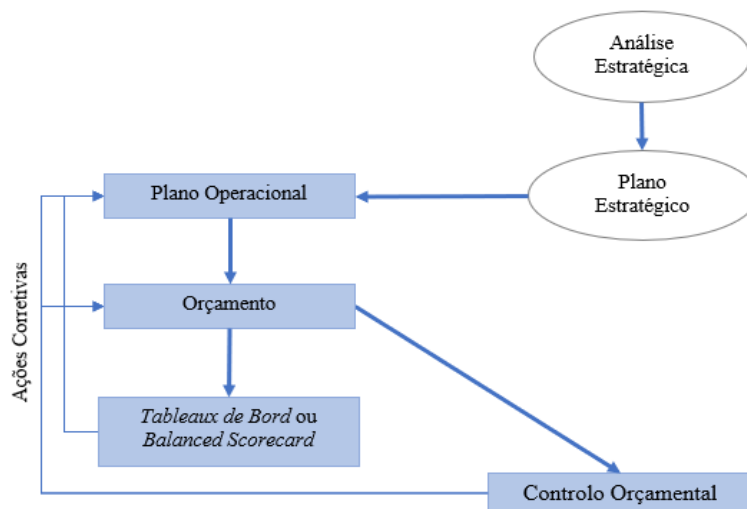 Análise
Estratégica
Plano
Estratégico
Plano Operacional
Orçamento
Ações Corretivas
Tableaux de Bord ou
Balanced Scorecard
Controlo Orçamental